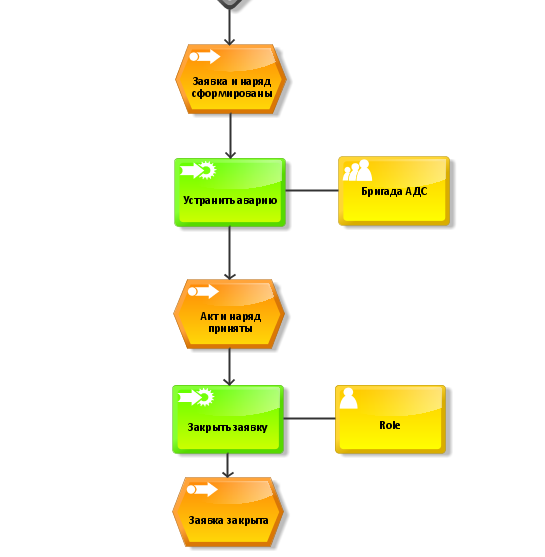 Заявка и наряд
сформированы
Устранить аварию
Бригада АДС
Акт и наряд
приняты
Закрыть заявку
Role
Заявка закрыта